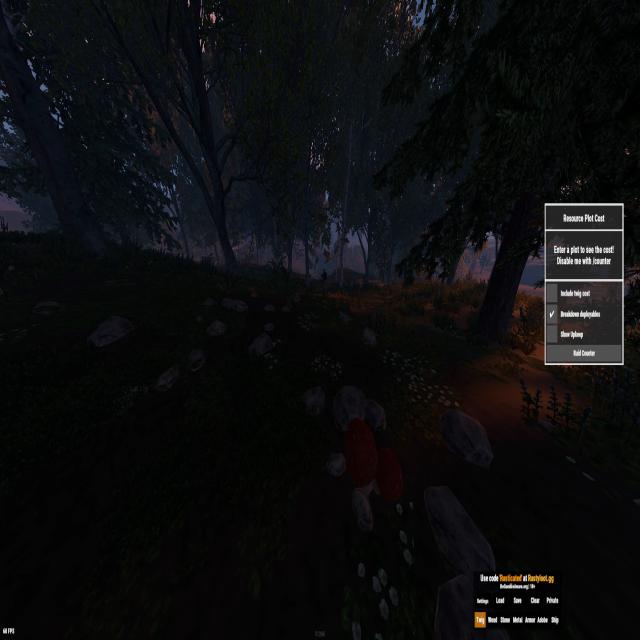 Resource Plot Cost
Enter a plot to see the cost!
Disable me with /counter
Include twig cost
Breakdown deployables
Show Upkeep
Raid Counter
Use code 'Rusticated' at Rustyloot.gg
Settings Load Save Clear Private
Twig Wood Stone Metal Armor Adobe Skip
60 FPS